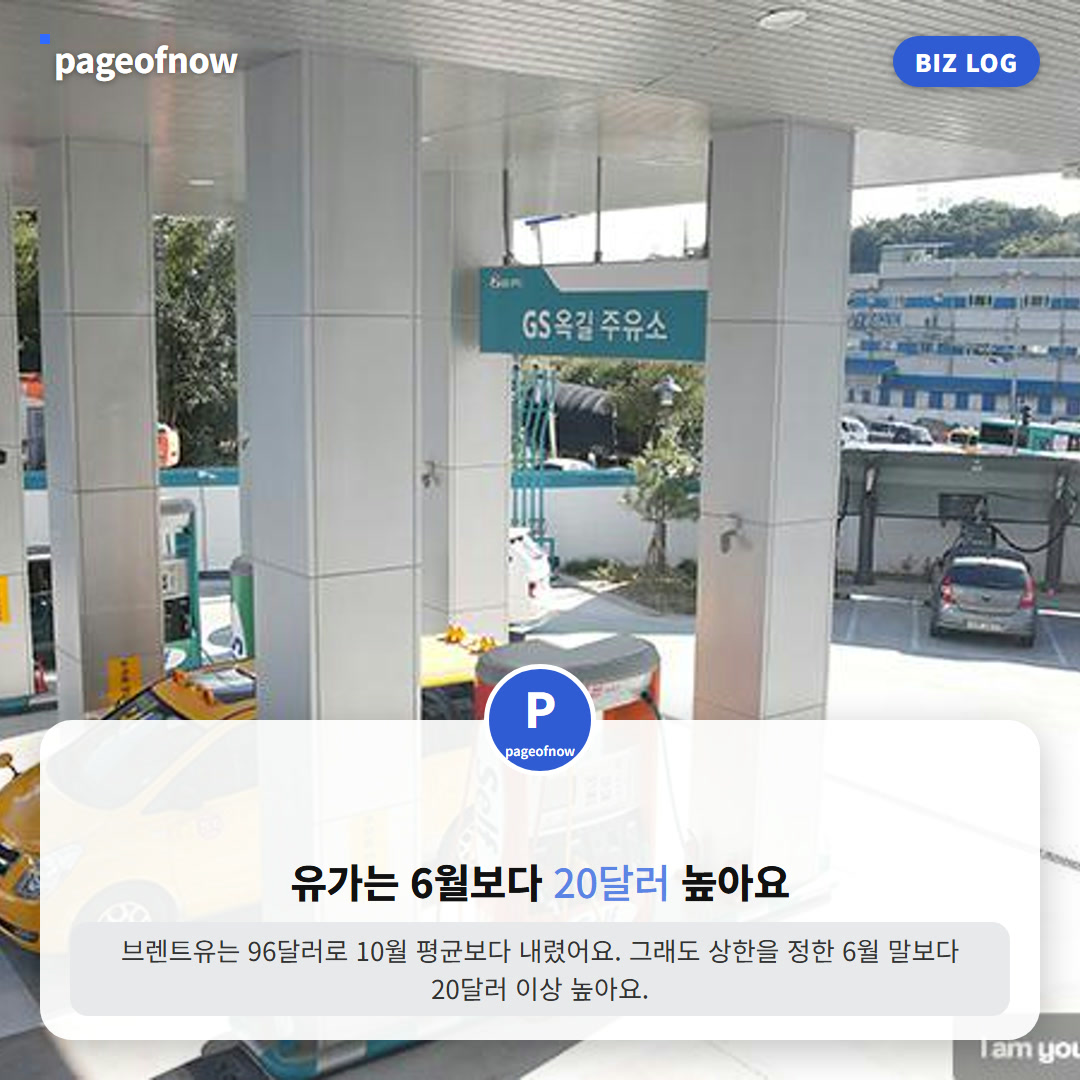 pageofnow
BIZ LOG
GS옥길 주유소
P
pageofnow
유가는 6월보다 20달러 높아요
브렌트유는 96달러로 10월 평균보다 내렸어요. 그래도 상한을 정한 6월 말보다
20달러 이상 높아요.
I am you